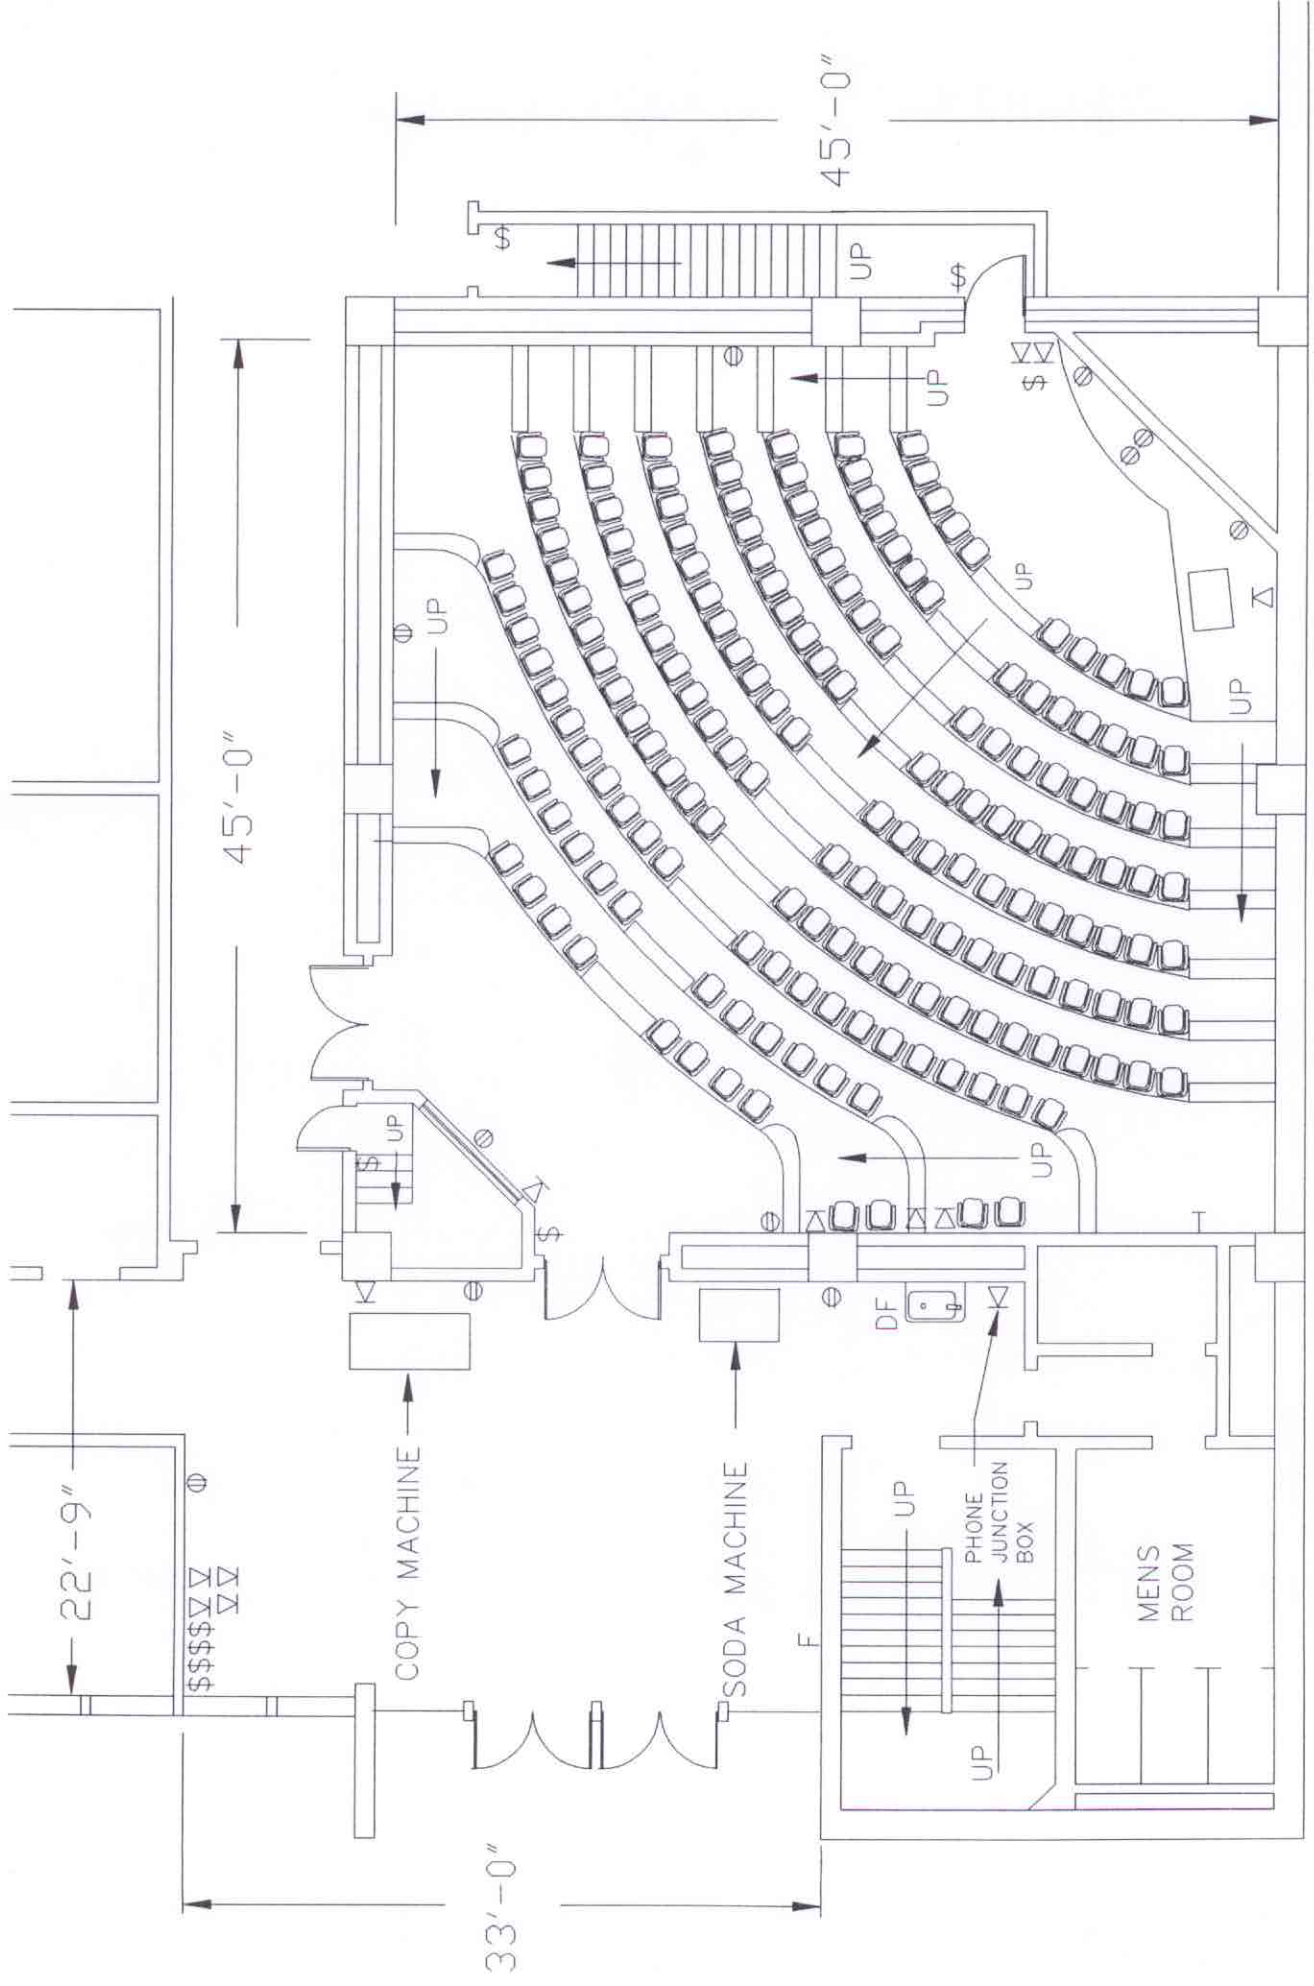 45'-0"
45'-0"
22'-9"
33'-0"
COPY MACHINE
SODA MACHINE
PHONE
JUNCTION
BOX
MENS
ROOM
DF
F
T
UP
UP
UP
UP
UP
UP
UP
UP
UP
$
$
$
$
$
$$$$